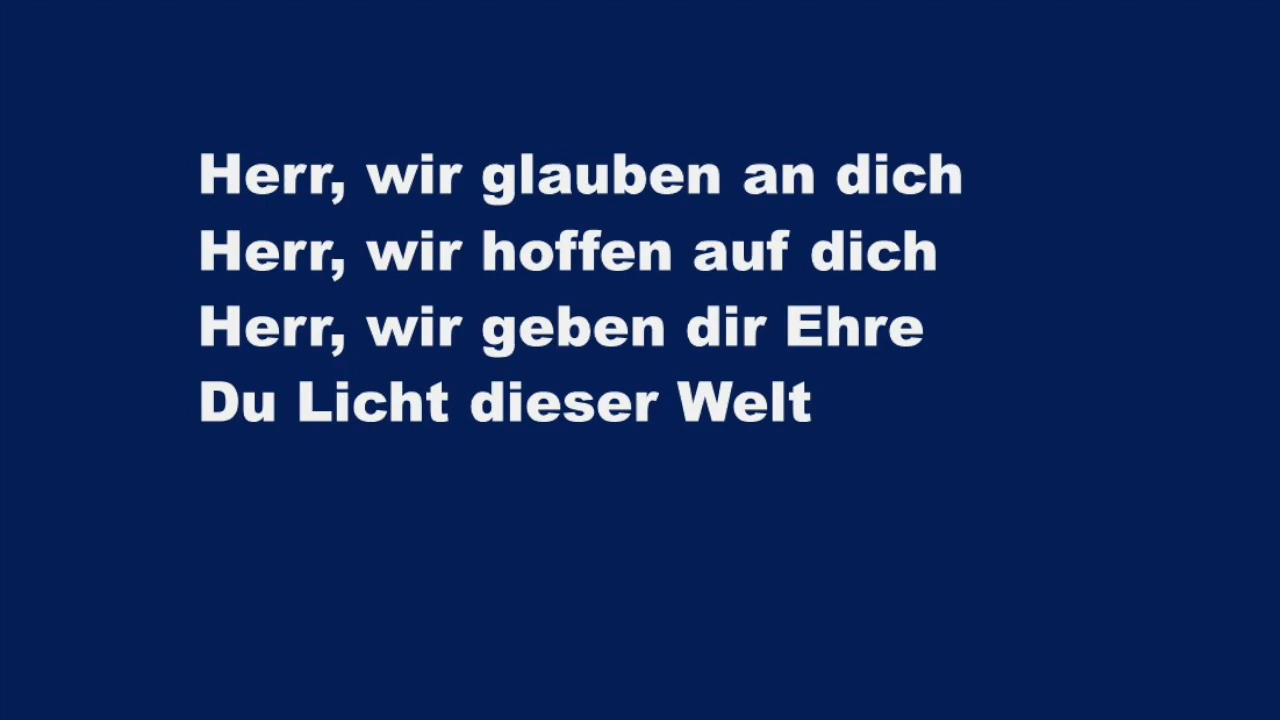 Herr, wir glauben an dich
Herr, wir hoffen auf dich
Herr, wir geben dir Ehre
Du Licht dieser Welt